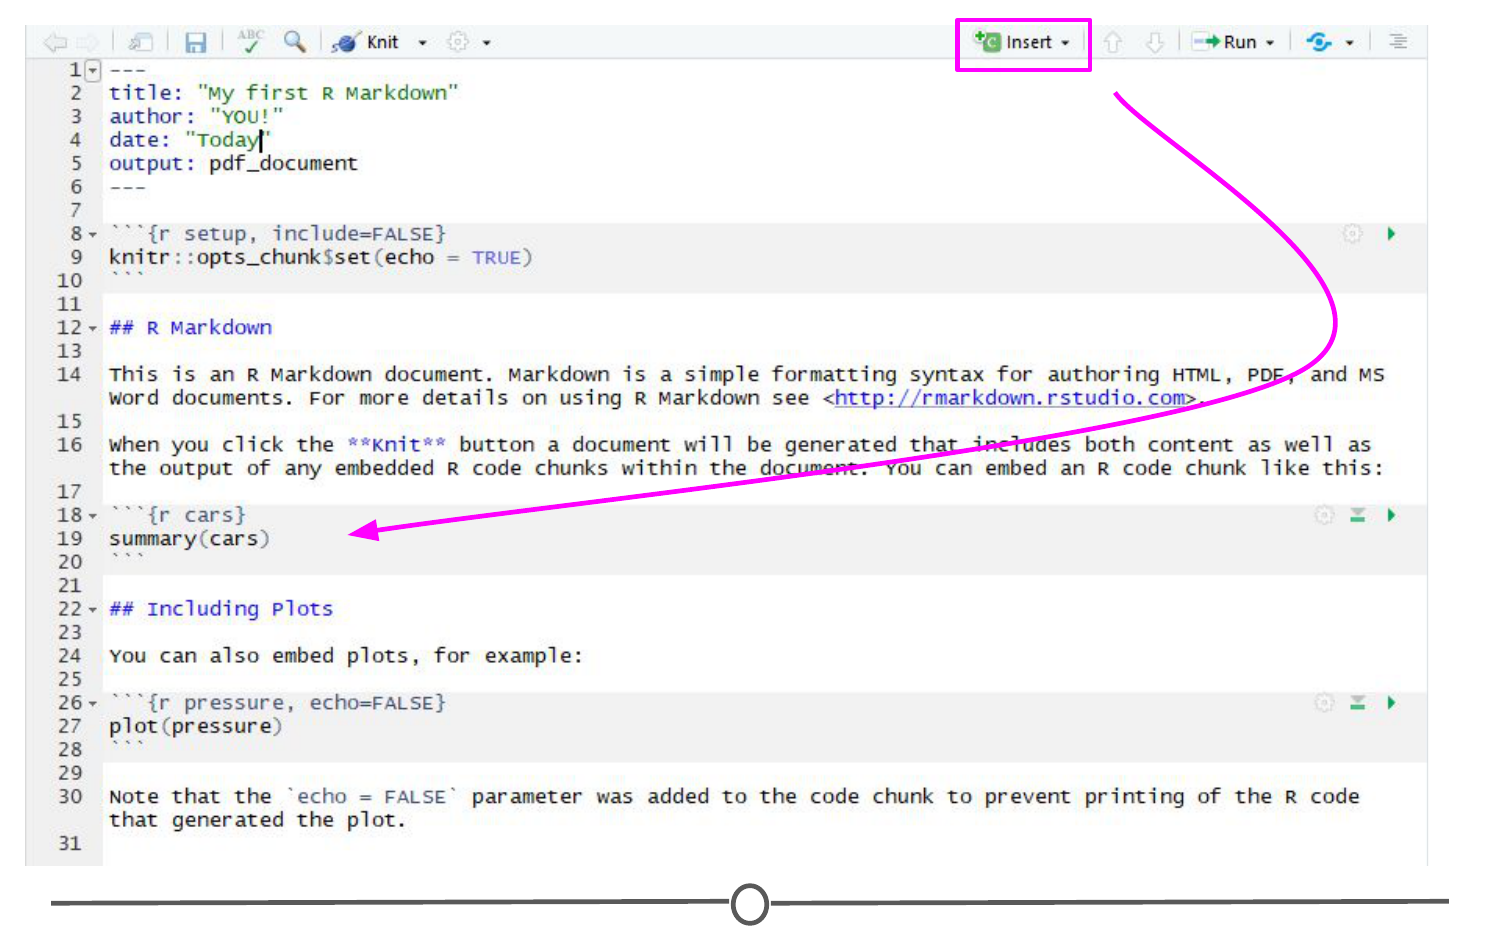 ABC Knit Insert Run
1 ---
2 title: "My first R Markdown"
3 author: "YOU!"
4 date: "Today"
5 output: pdf_document
6 ---
7
8 ```{r setup, include=FALSE}
9 knitr::opts_chunk$set(echo = TRUE)
10 ```
11
12 ## R Markdown
13
14 This is an R Markdown document. Markdown is a simple formatting syntax for authoring HTML, PDF, and MS
Word documents. For more details on using R Markdown see <http://rmarkdown.rstudio.com>.
15
16 When you click the **Knit** button a document will be generated that includes both content as well as
the output of any embedded R code chunks within the document. You can embed an R code chunk like this:
17
18 ```{r cars}
19 summary(cars)
20 ```
21
22 ## Including Plots
23
24 You can also embed plots, for example:
25
26 ```{r pressure, echo=FALSE}
27 plot(pressure)
28 ```
29
30 Note that the `echo = FALSE` parameter was added to the code chunk to prevent printing of the R code
that generated the plot.
31